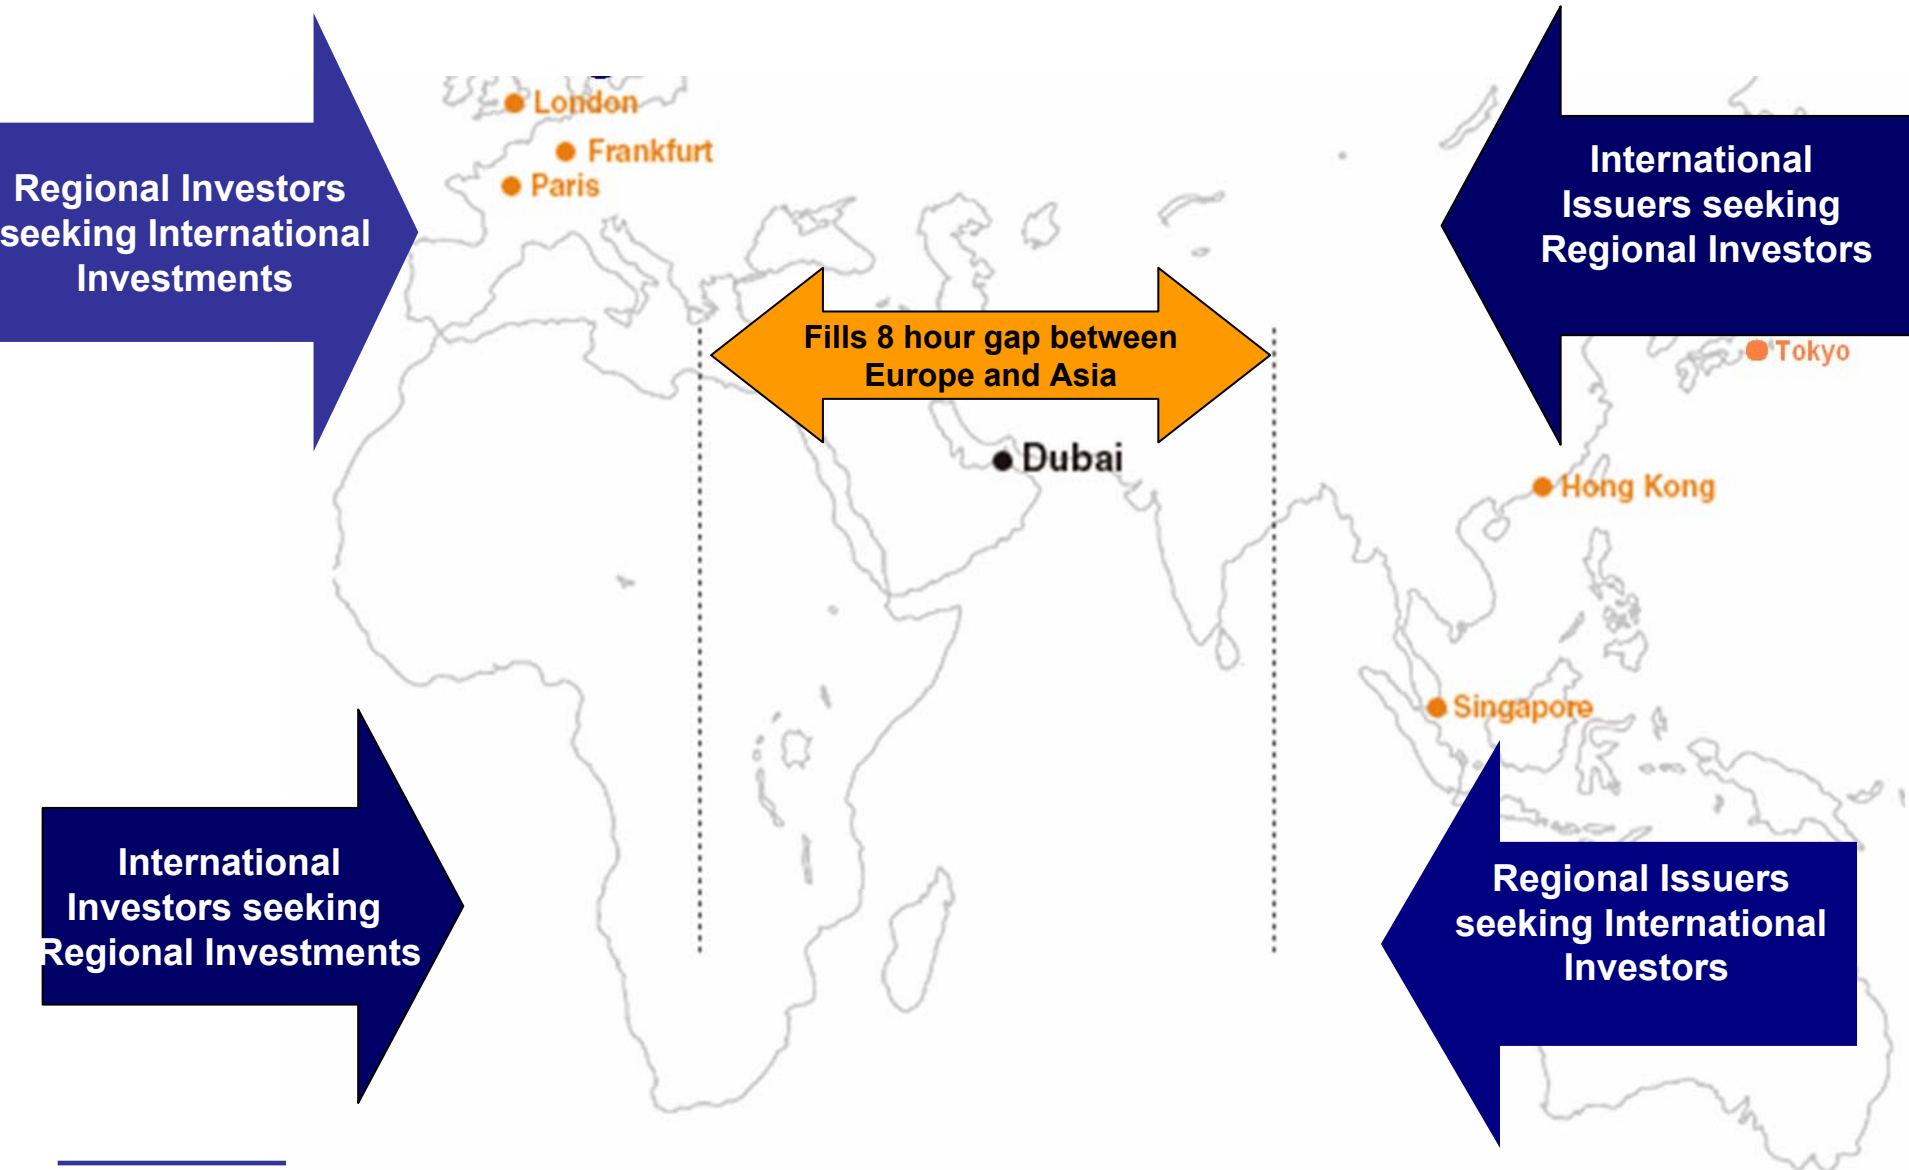 London
Frankfurt
Paris
Regional Investors
seeking International
Investments
International
Issuers seeking
Regional Investors
Fills 8 hour gap between
Europe and Asia
Tokyo
Dubai
Hong Kong
Singapore
International
Investors seeking
Regional Investments
Regional Issuers
seeking International
Investors